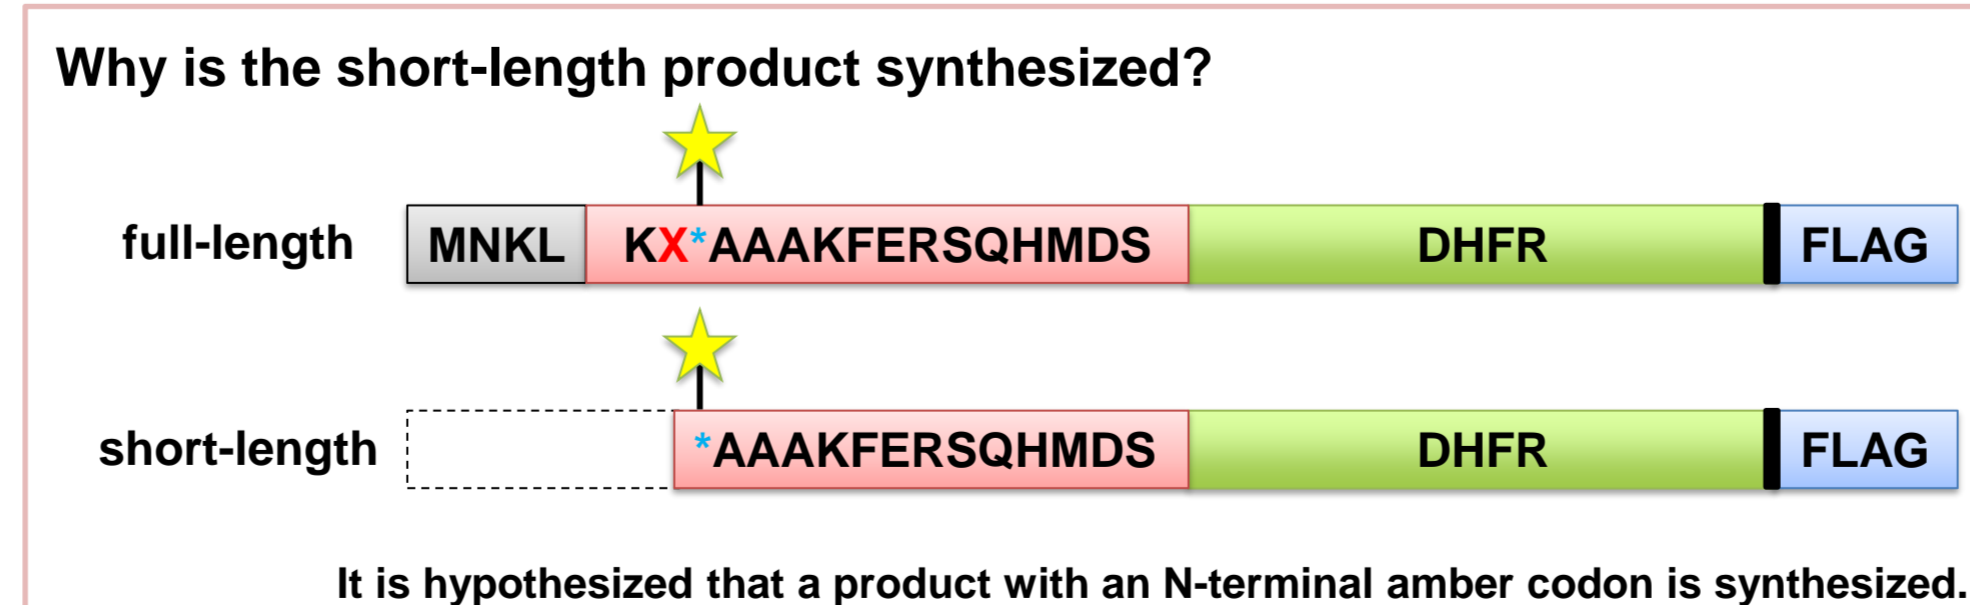 Why is the short-length product synthesized?
full-length MNKL KX*AAAKFERSQHMDS DHFR FLAG
short-length *AAAKFERSQHMDS DHFR FLAG
It is hypothesized that a product with an N-terminal amber codon is synthesized.